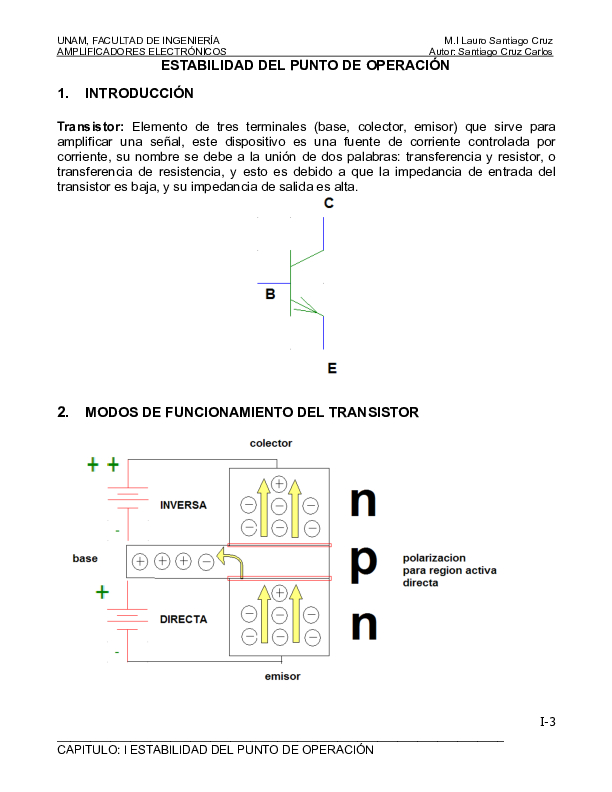 UNAM, FACULTAD DE INGENIERÍA M.I Lauro Santiago Cruz
AMPLIFICADORES ELECTRÓNICOS Autor: Santiago Cruz Carlos
ESTABILIDAD DEL PUNTO DE OPERACIÓN
1. INTRODUCCIÓN
Transistor: Elemento de tres terminales (base, colector, emisor) que sirve para
amplificar una señal, este dispositivo es una fuente de corriente controlada por
corriente, su nombre se debe a la unión de dos palabras: transferencia y resistor, o
transferencia de resistencia, y esto es debido a que la impedancia de entrada del
transistor es baja, y su impedancia de salida es alta.
C
B
E
2. MODOS DE FUNCIONAMIENTO DEL TRANSISTOR
colector
+ +
INVERSA
n
-
base
p
polarizacion
para region activa
directa
+
DIRECTA
n
-
emisor
I-3
CAPITULO: I ESTABILIDAD DEL PUNTO DE OPERACIÓN